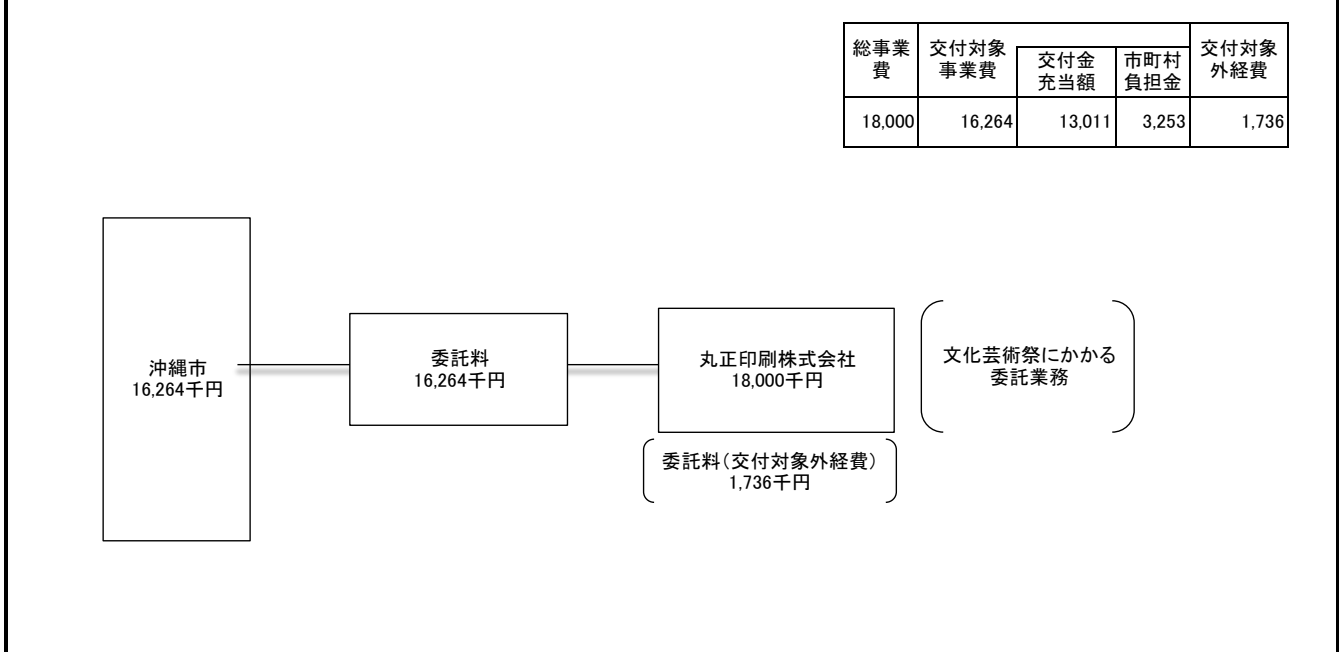 総事業
費
交付対象
事業費
交付金
充当額
市町村
負担金
交付対象
外経費
18,000
16,264
13,011
3,253
1,736
沖縄市
16,264千円
委託料
16,264千円
丸正印刷株式会社
18,000千円
文化芸術祭にかかる
委託業務
委託料（交付対象外経費）
1,736千円